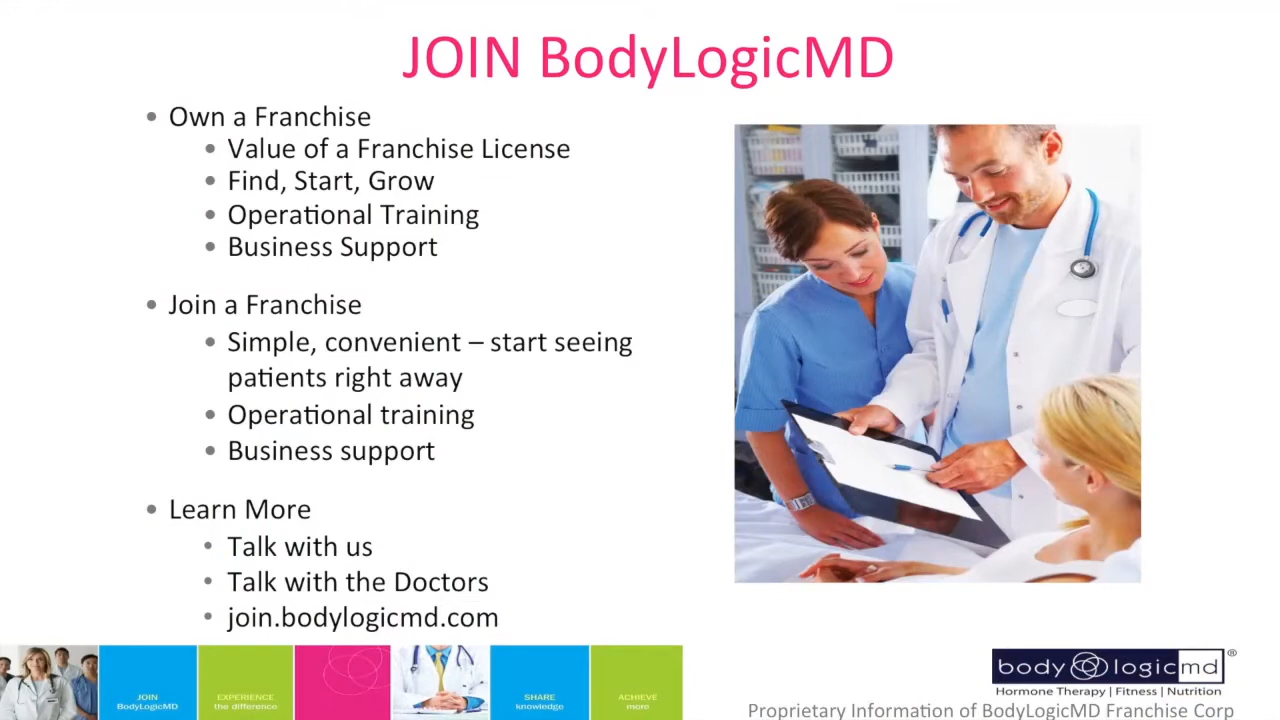 JOIN BodyLogicMD
• Own a Franchise
• Value of a Franchise License
• Find, Start, Grow
• Operational Training
• Business Support
• Join a Franchise
• Simple, convenient – start seeing
patients right away
• Operational training
• Business support
• Learn More
• Talk with us
• Talk with the Doctors
• join.bodylogicmd.com
JOIN
BodyLogicMD
EXPERIENCE
the difference
SHARE
knowledge
ACHIEVE
more
body logicmd®
Hormone Therapy | Fitness | Nutrition
Proprietary Information of BodyLogicMD Franchise Corp